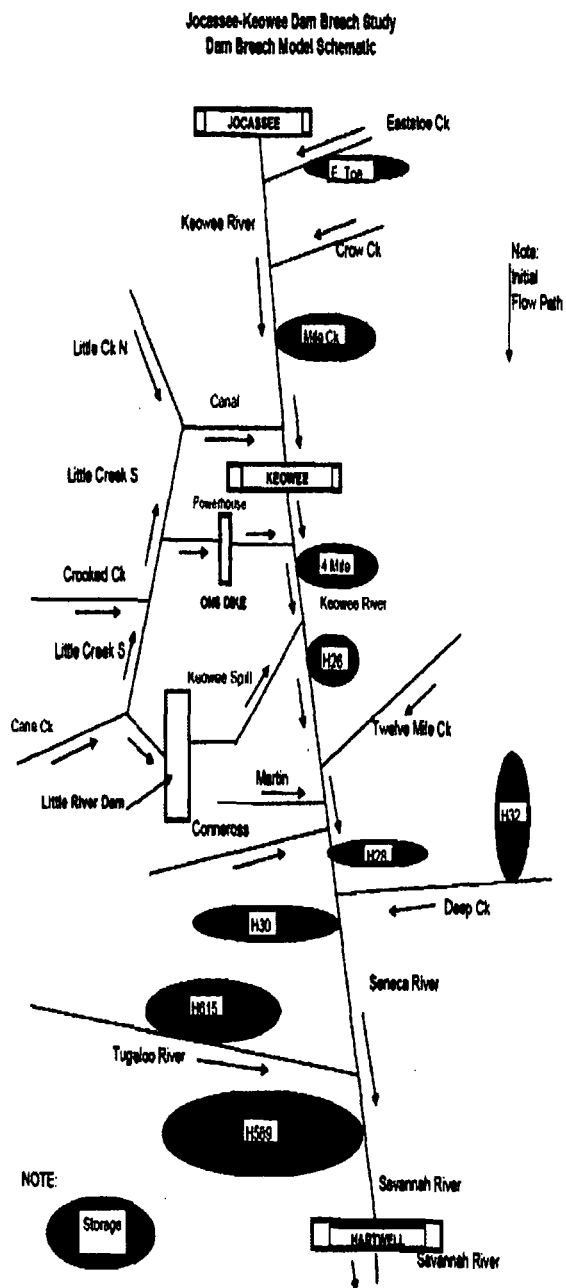 Jocassee-Keowee Dam Breach Study
Dam Breach Model Schematic
JOCASSEE
Eastatoe Ck
E. Toe
Keowee River
Crow Ck
Note:
Initial
Flow Path
Mile Ck
Little Ck N
Canal
Little Creek S
KEOWEE
Powerhouse
4 Mile
Crooked Ck
ONS DIKE
Keowee River
Little Creek S
H26
Keowee Spill
Cane Ck
Twelve Mile Ck
Martin
Little River Dam
H32
Conneross
H28
H30
Deep Ck
Seneca River
H615
Tugaloo River
H589
NOTE:
Savannah River
Storage
HARTWELL
Savannah River